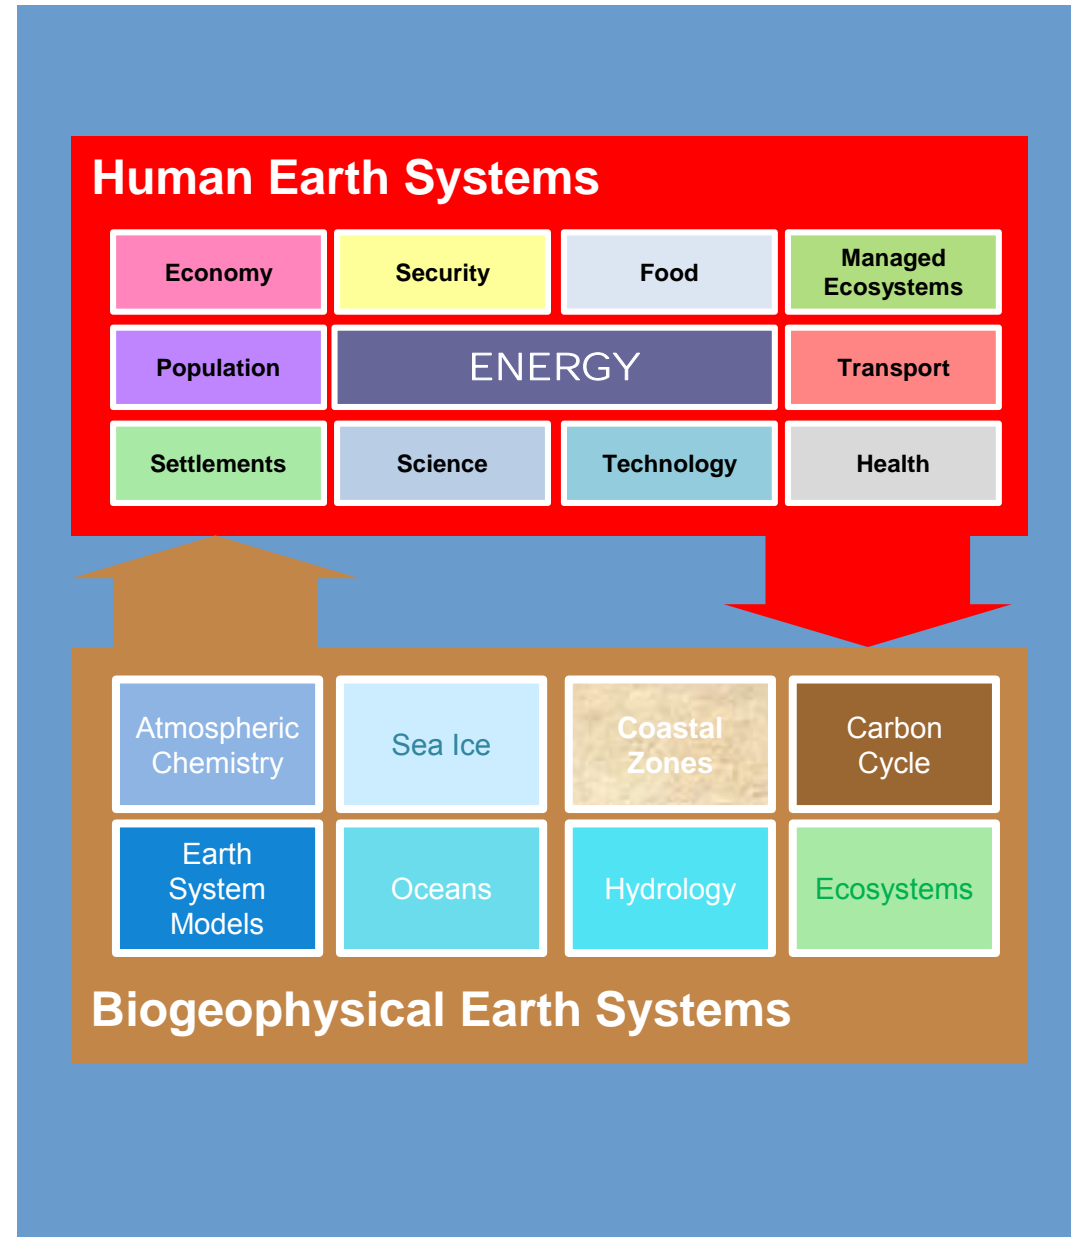 Human Earth Systems
Economy
Security
Food
Managed
Ecosystems
Population
ENERGY
Transport
Settlements
Science
Technology
Health
Atmospheric
Chemistry
Sea Ice
Coastal
Zones
Carbon
Cycle
Earth
System
Models
Oceans
Hydrology
Ecosystems
Biogeophysical Earth Systems